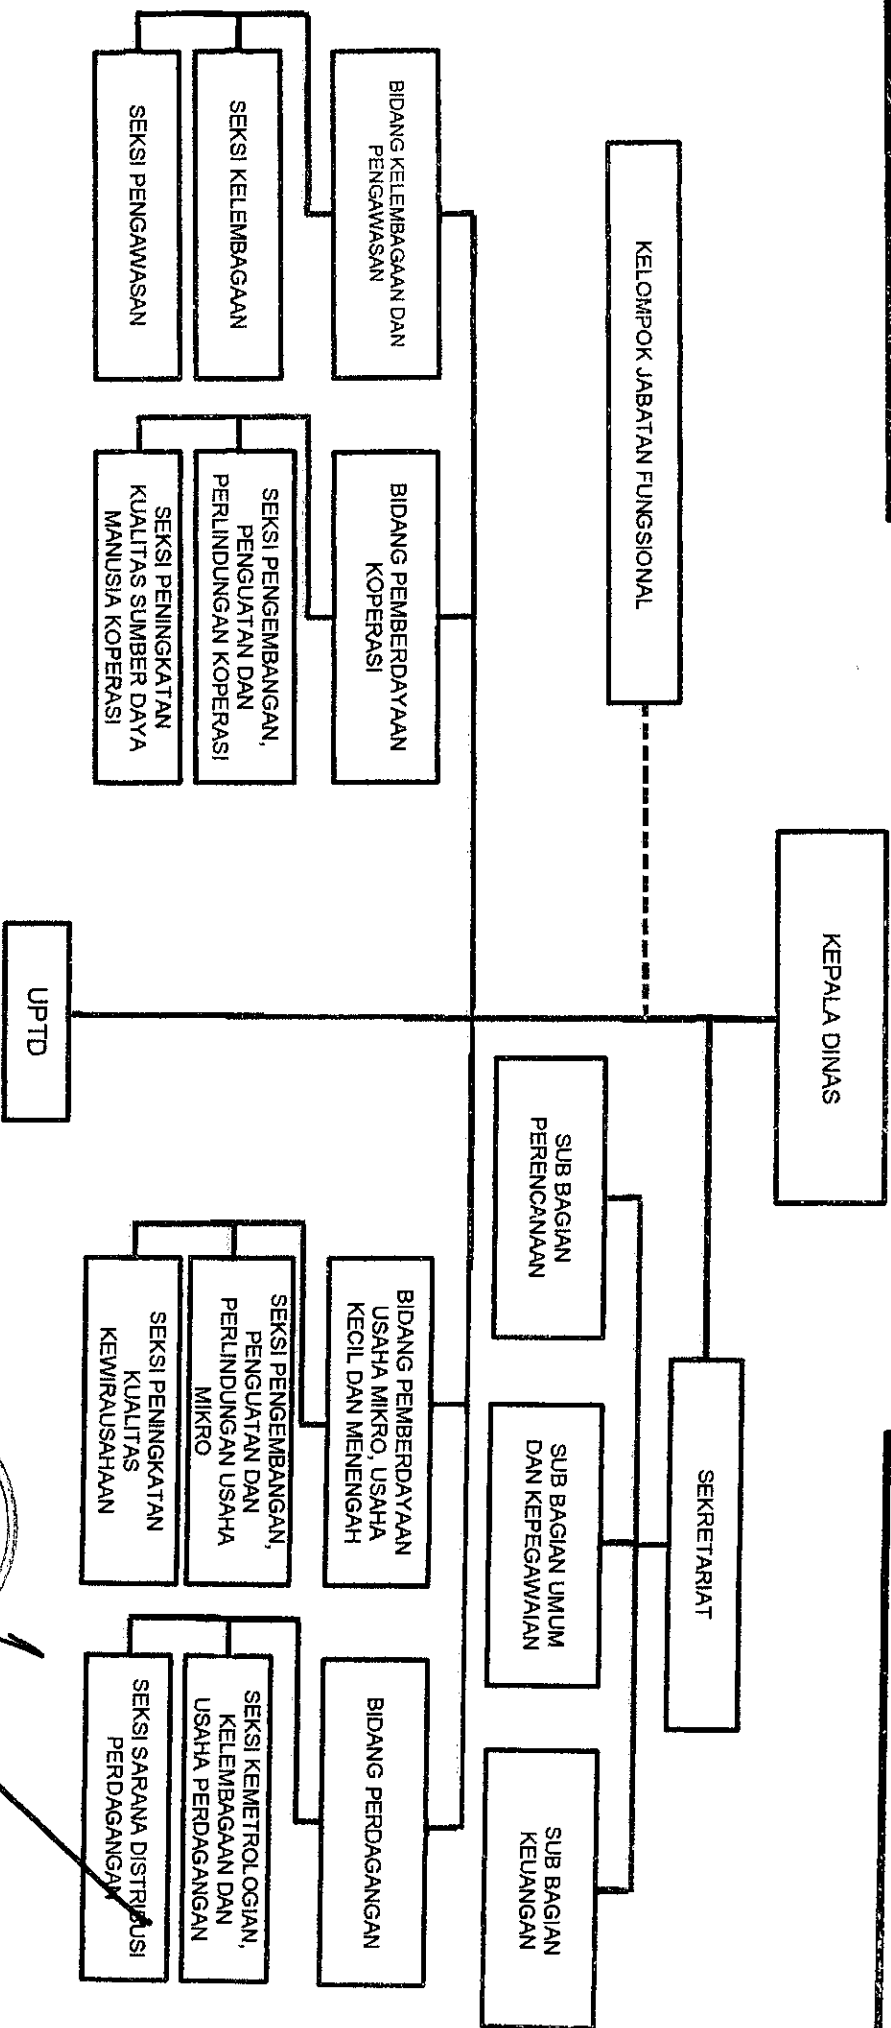 KEPALA DINAS
KELOMPOK JABATAN FUNGSIONAL
SEKRETARIAT
SUB BAGIAN
PERENCANAAN
SUB BAGIAN UMUM
DAN KEPEGAWAIAN
SUB BAGIAN
KEUANGAN
BIDANG KELEMBAGAAN DAN
PENGAWASAN
SEKSI KELEMBAGAAN
SEKSI PENGAWASAN
BIDANG PEMBERDAYAAN
KOPERASI
SEKSI PENGEMBANGAN,
PENGUATAN DAN
PERLINDUNGAN KOPERASI
SEKSI PENINGKATAN
KUALITAS SUMBER DAYA
MANUSIA KOPERASI
BIDANG PEMBERDAYAAN
USAHA MIKRO, USAHA
KECIL DAN MENENGAH
SEKSI PENGEMBANGAN,
PENGUATAN DAN
PERLINDUNGAN USAHA
MIKRO
SEKSI PENINGKATAN
KUALITAS
KEWIRAUSAHAAN
BIDANG PERDAGANGAN
SEKSI KEMETROLOGIAN,
KELEMBAGAAN DAN
USAHA PERDAGANGAN
SEKSI SARANA DISTRIBUSI
PERDAGANGAN
UPTD